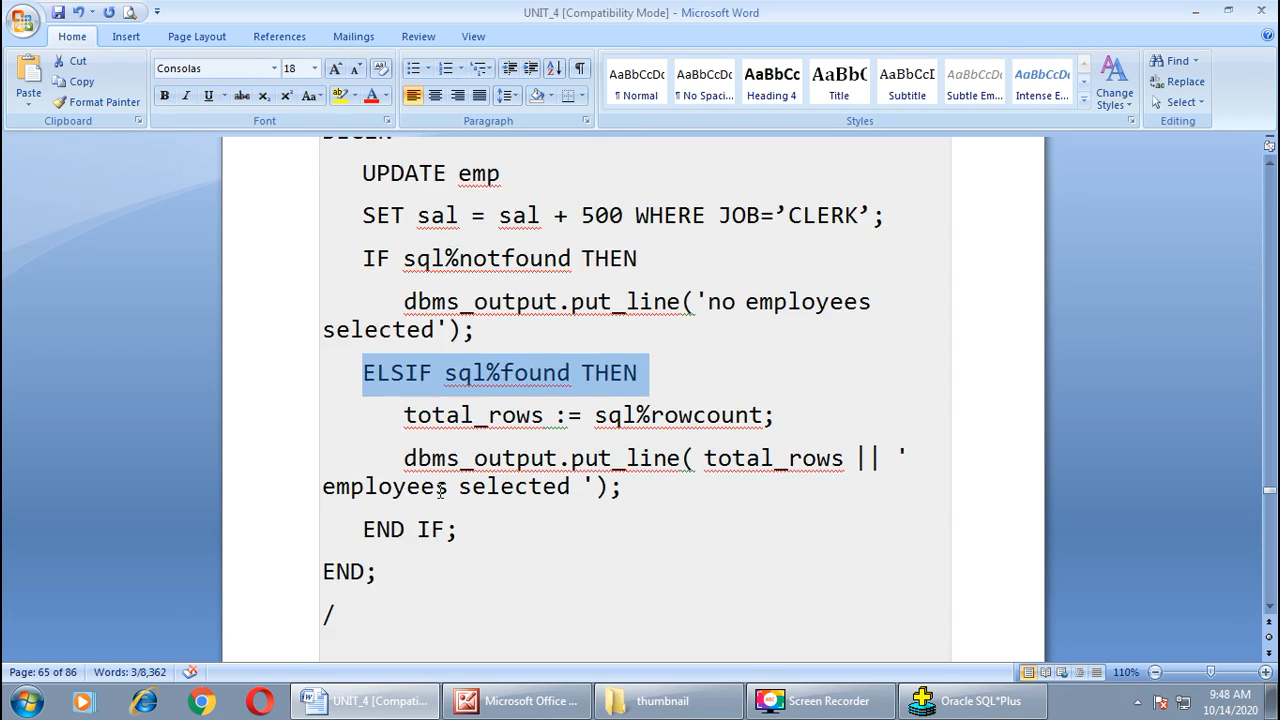 UNIT_4 [Compatibility Mode] - Microsoft Word
Home Insert Page Layout References Mailings Review View
Paste
Cut
Copy
Format Painter
Clipboard
Consolas 18
Font
Paragraph
AaBbCcDc AaBbCcDc AaBbCc AaBb( AaBbCcI AaBbCcDc AaBbCcDc
¶ Normal ¶ No Spaci... Heading 4 Title Subtitle Subtle Em... Intense E...
Change Styles
Styles
Find
Replace
Select
Editing
UPDATE emp
SET sal = sal + 500 WHERE JOB=’CLERK’;
IF sql%notfound THEN
dbms_output.put_line('no employees
selected');
ELSIF sql%found THEN
total_rows := sql%rowcount;
dbms_output.put_line( total_rows || '
employees selected ');
END IF;
END;
/
Page: 65 of 86 Words: 3/8,362 110%
UNIT_4 [Compati... Microsoft Office ... thumbnail Screen Recorder Oracle SQL*Plus
9:48 AM
10/14/2020